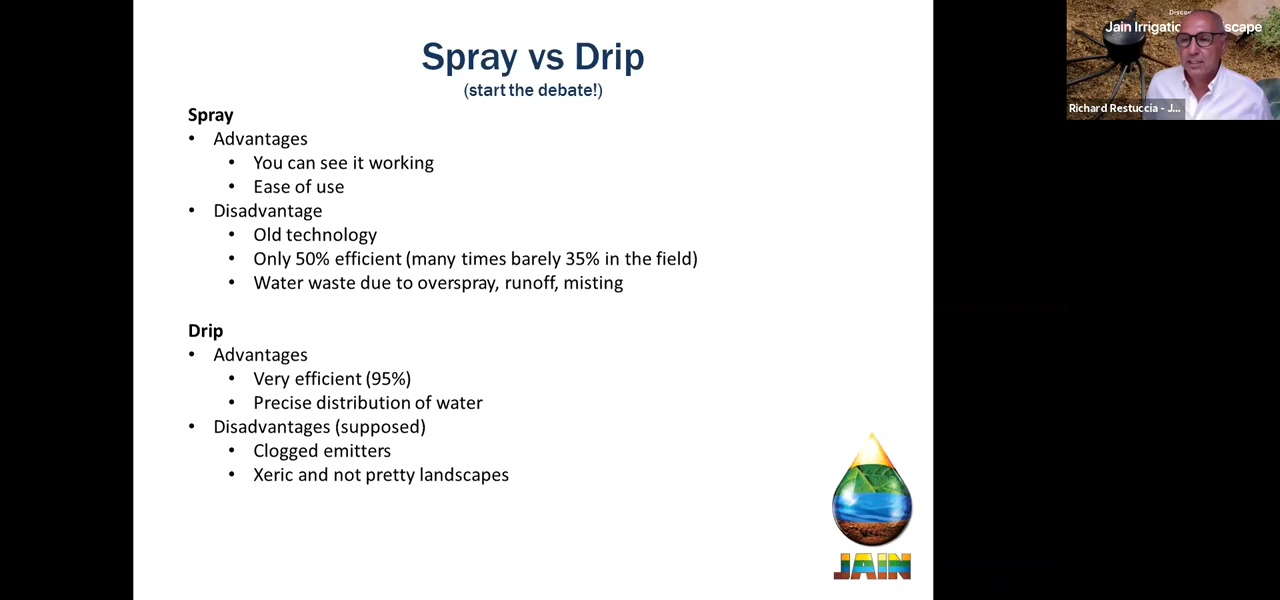 Spray vs Drip
(start the debate!)
Spray
• Advantages
• You can see it working
• Ease of use
• Disadvantage
• Old technology
• Only 50% efficient (many times barely 35% in the field)
• Water waste due to overspray, runoff, misting
Drip
• Advantages
• Very efficient (95%)
• Precise distribution of water
• Disadvantages (supposed)
• Clogged emitters
• Xeric and not pretty landscapes
JAIN
Jain Irrigatio scape
Richard Restuccia - J...